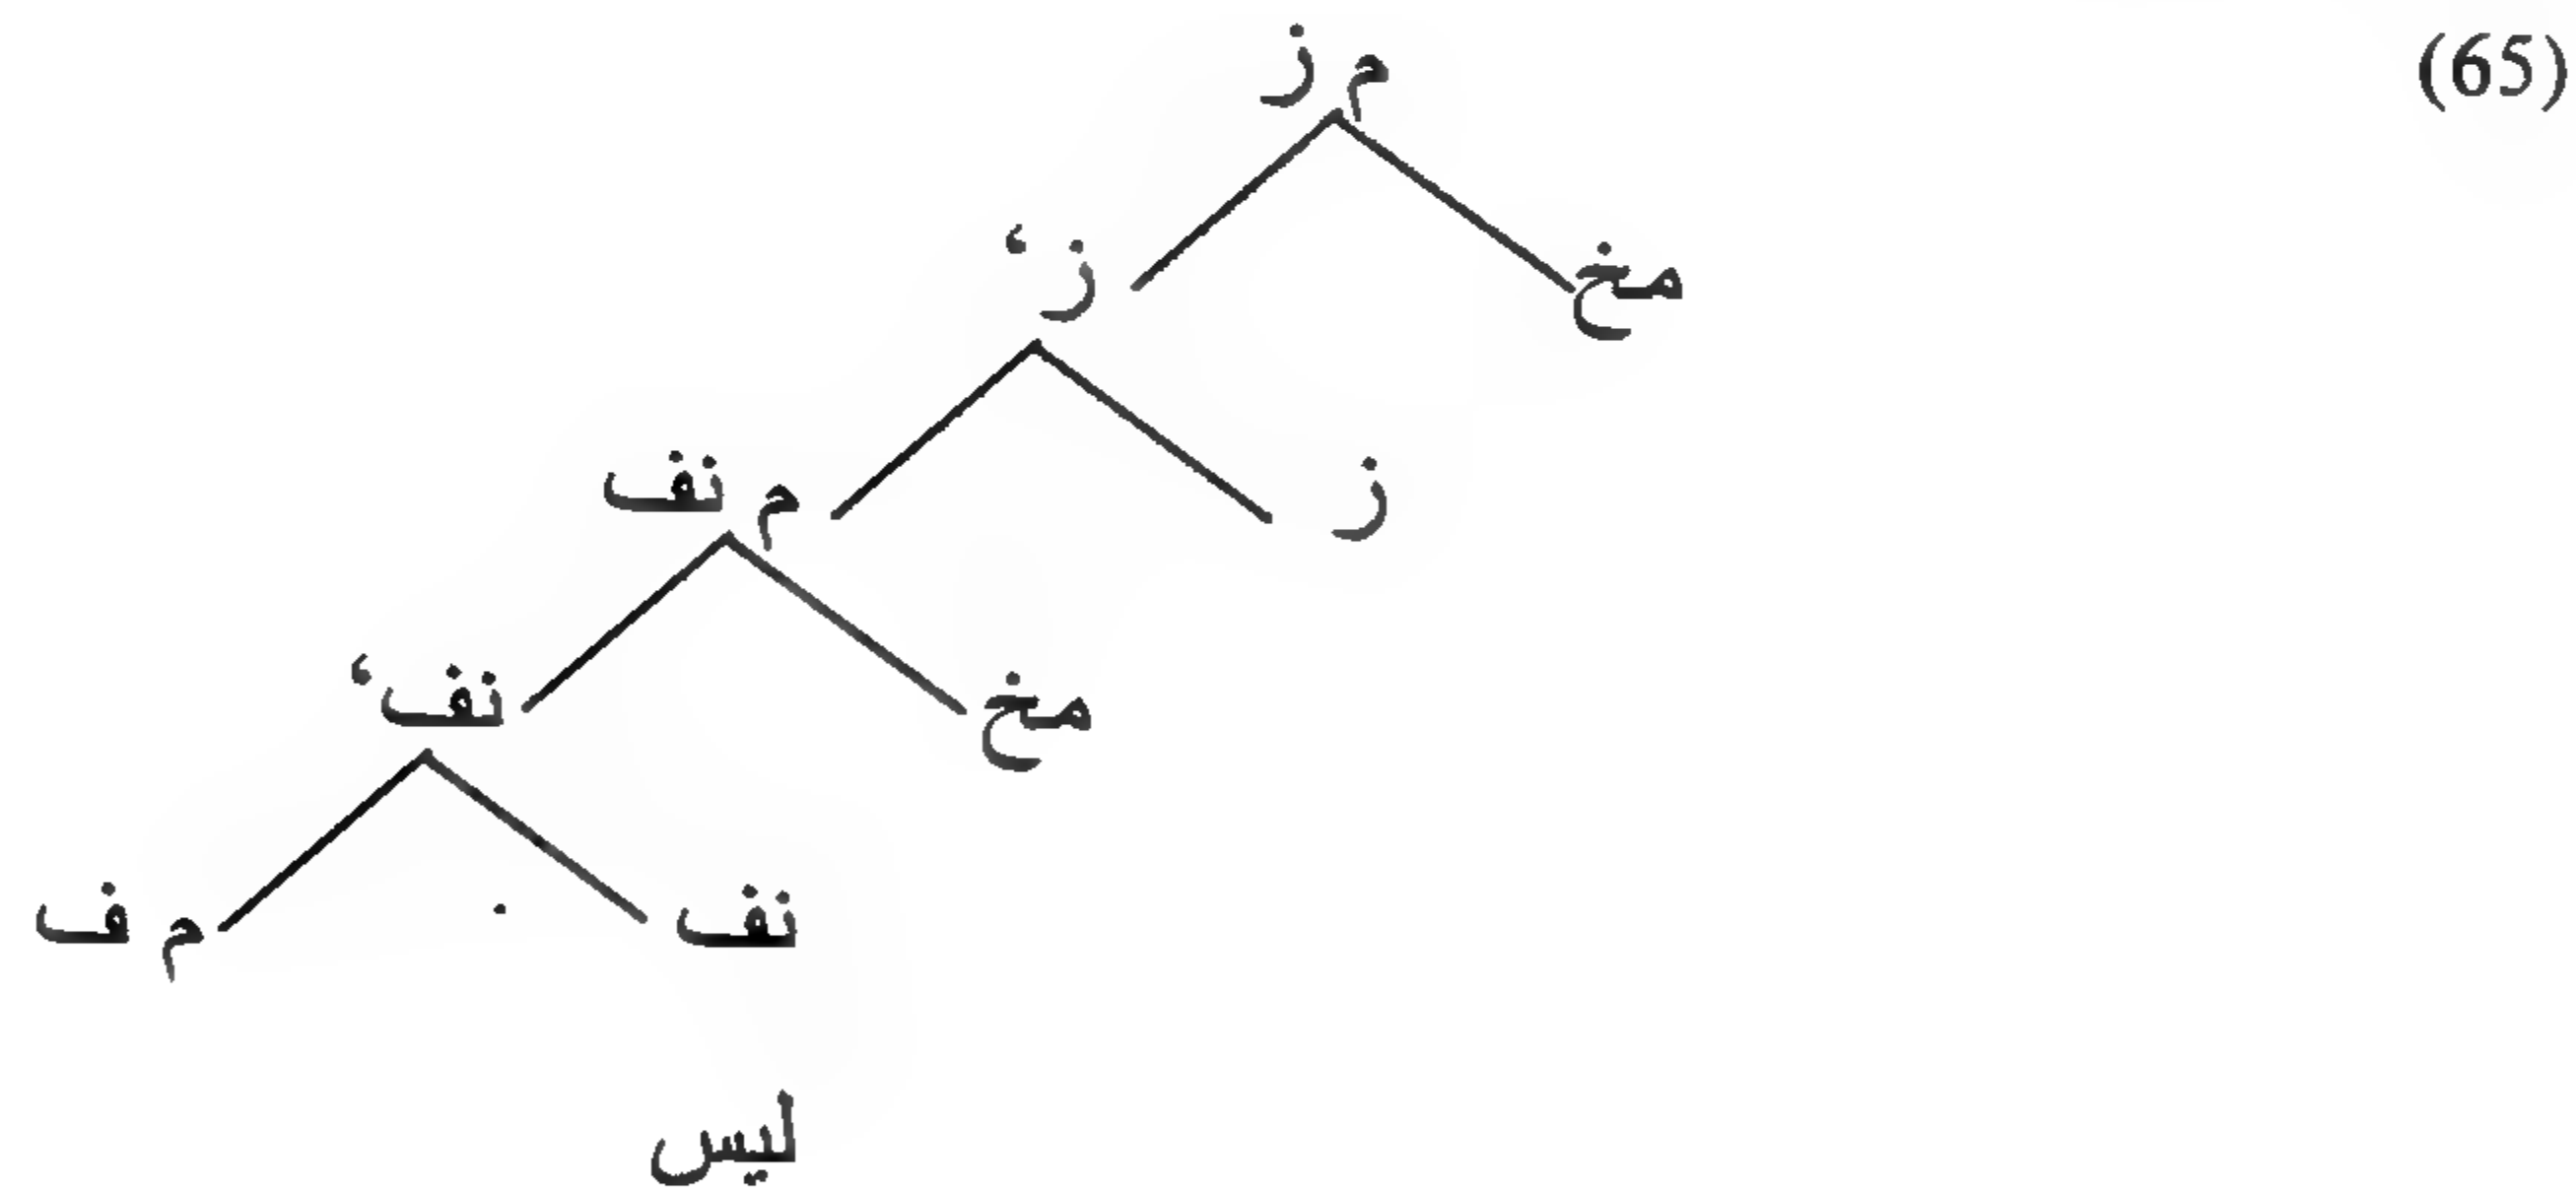 (65) م ز
ز‘ مخ
م نف ز
نف‘ مخ
م ف نف
ليس